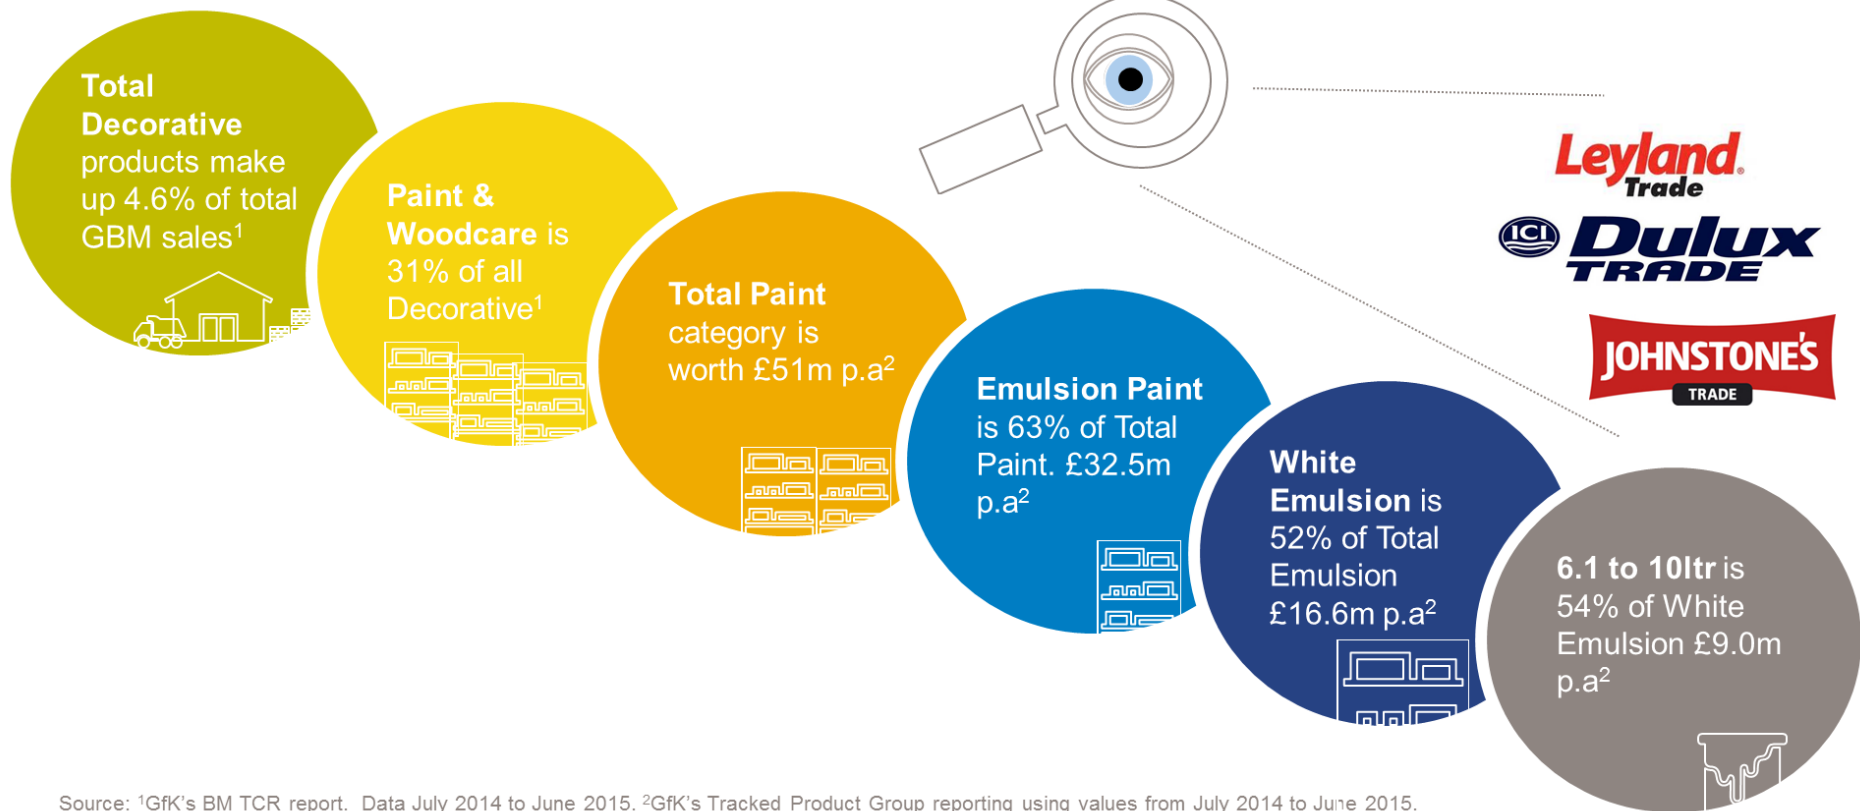 Total
Decorative
products make
up 4.6% of total
GBM sales¹
Paint &
Woodcare is
31% of all
Decorative¹
Total Paint
category is
worth £51m p.a²
Emulsion Paint
is 63% of Total
Paint. £32.5m
p.a²
White
Emulsion is
52% of Total
Emulsion
£16.6m p.a²
6.1 to 10ltr is
54% of White
Emulsion £9.0m
p.a²
Leyland®
Trade
ICI Dulux
TRADE
JOHNSTONE'S
TRADE
Source: ¹GfK's BM TCR report. Data July 2014 to June 2015. ²GfK's Tracked Product Group reporting using values from July 2014 to June 2015.